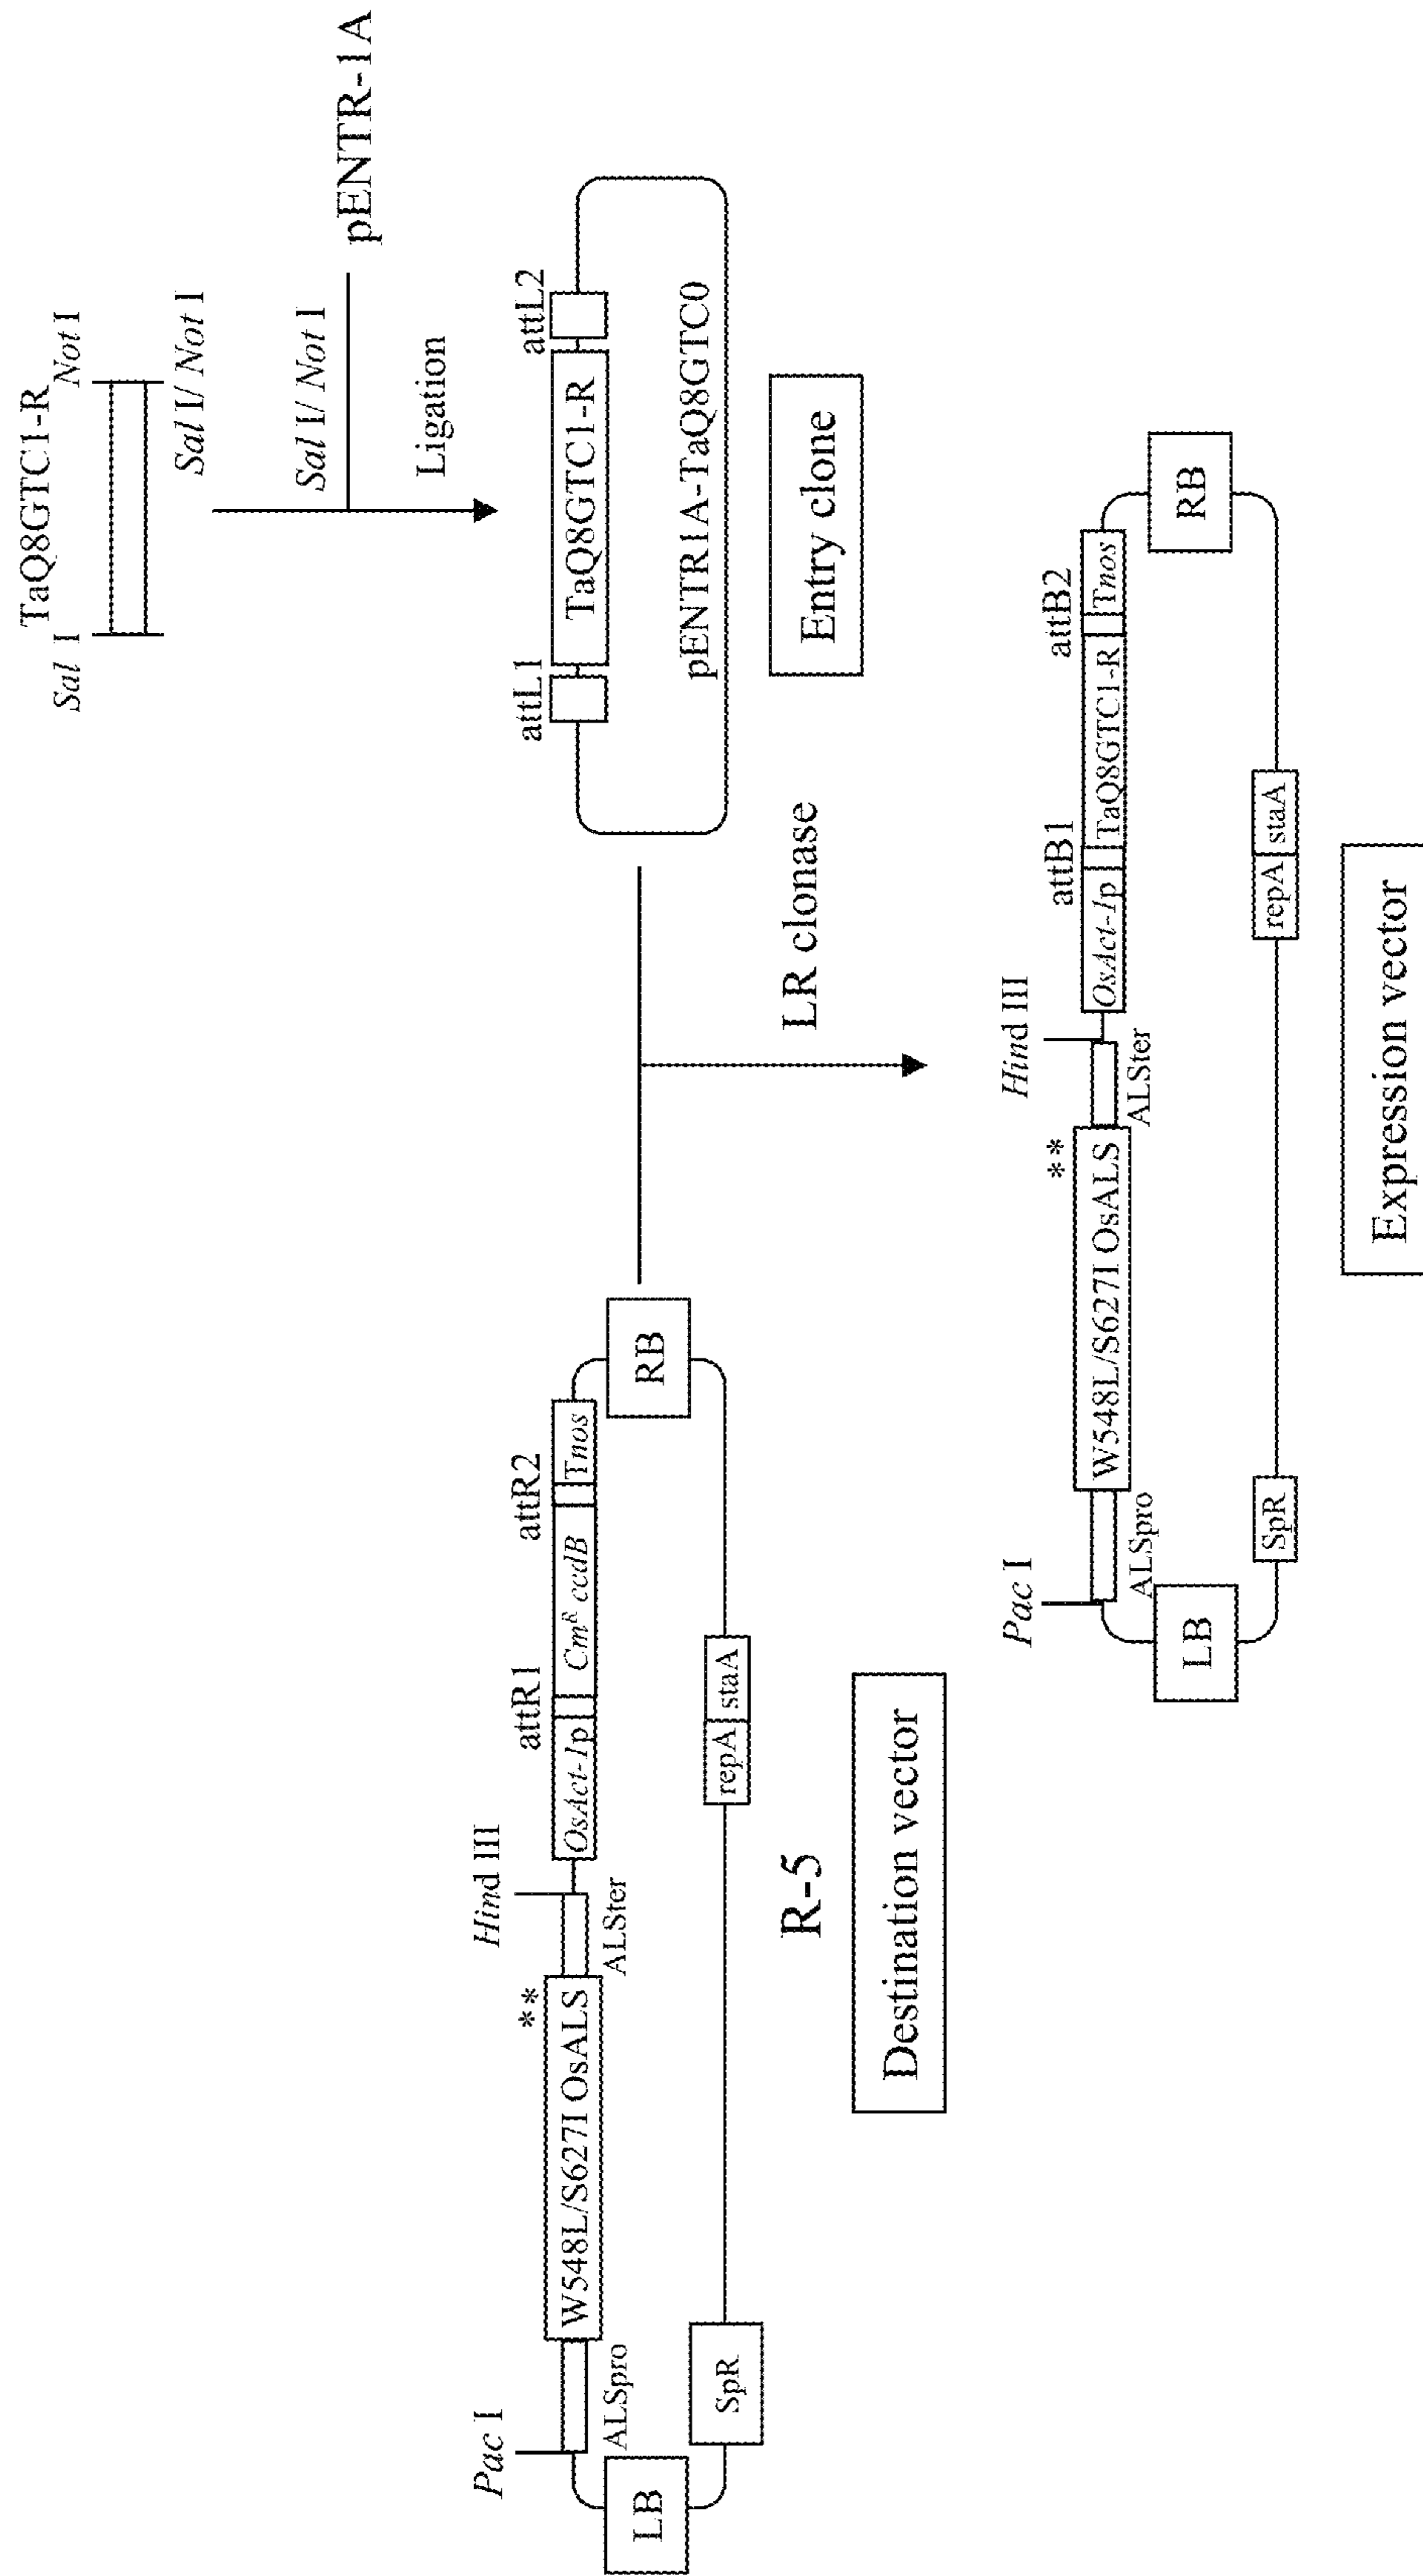 TaQ8GTC1-R
Sal I
Not I
Sal I/ Not I
Sal I/ Not I
pENTR-1A
Ligation
attL1
attL2
TaQ8GTC1-R
pENTR1A-TaQ8GTC0
Entry clone
Pac I
Hind III
attR1
attR2
**
W548L/S627I OsALS
OsAct-1p
Cm^R ccdB
Tnos
ALSpro
ALSter
LB
RB
SpR
repA
staA
R-5
Destination vector
LR clonase
Pac I
Hind III
attB1
attB2
**
W548L/S627I OsALS
OsAct-1p
TaQ8GTC1-R
Tnos
ALSpro
ALSter
LB
RB
SpR
repA
staA
Expression vector